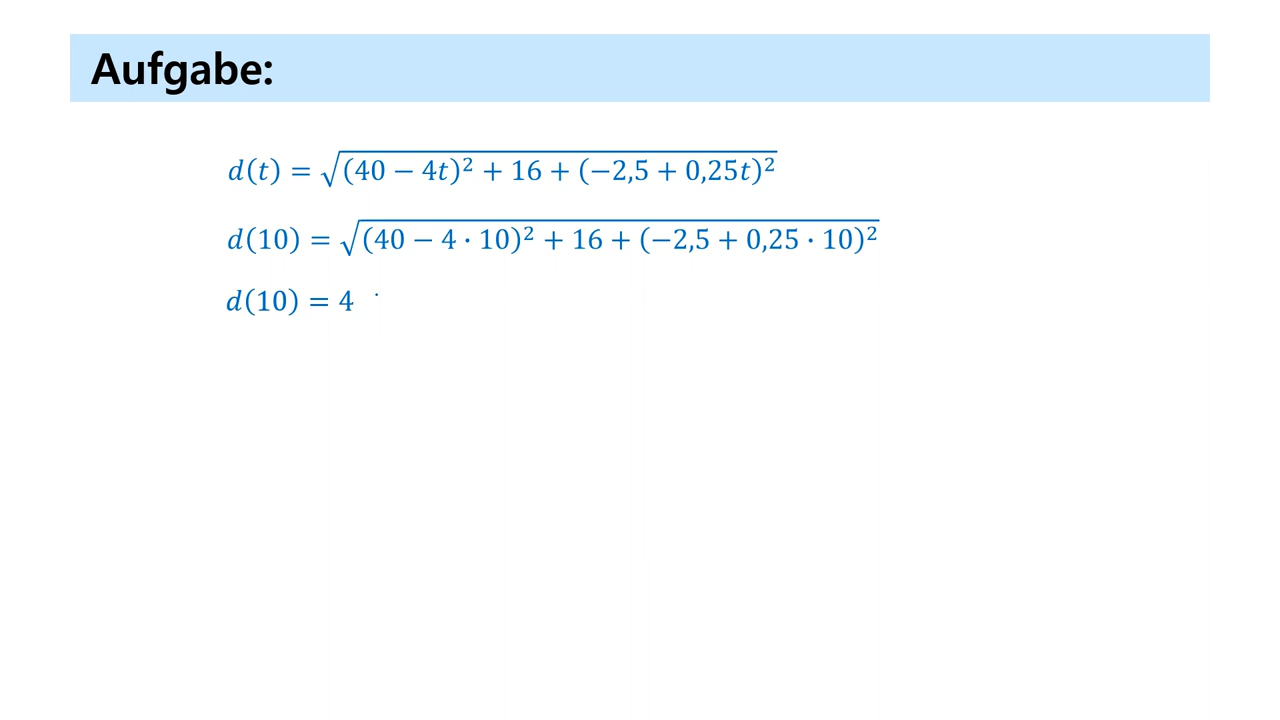 Aufgabe:
d(t) = √((40 − 4t)² + 16 + (−2,5 + 0,25t)²)
d(10) = √((40 − 4 · 10)² + 16 + (−2,5 + 0,25 · 10)²)
d(10) = 4